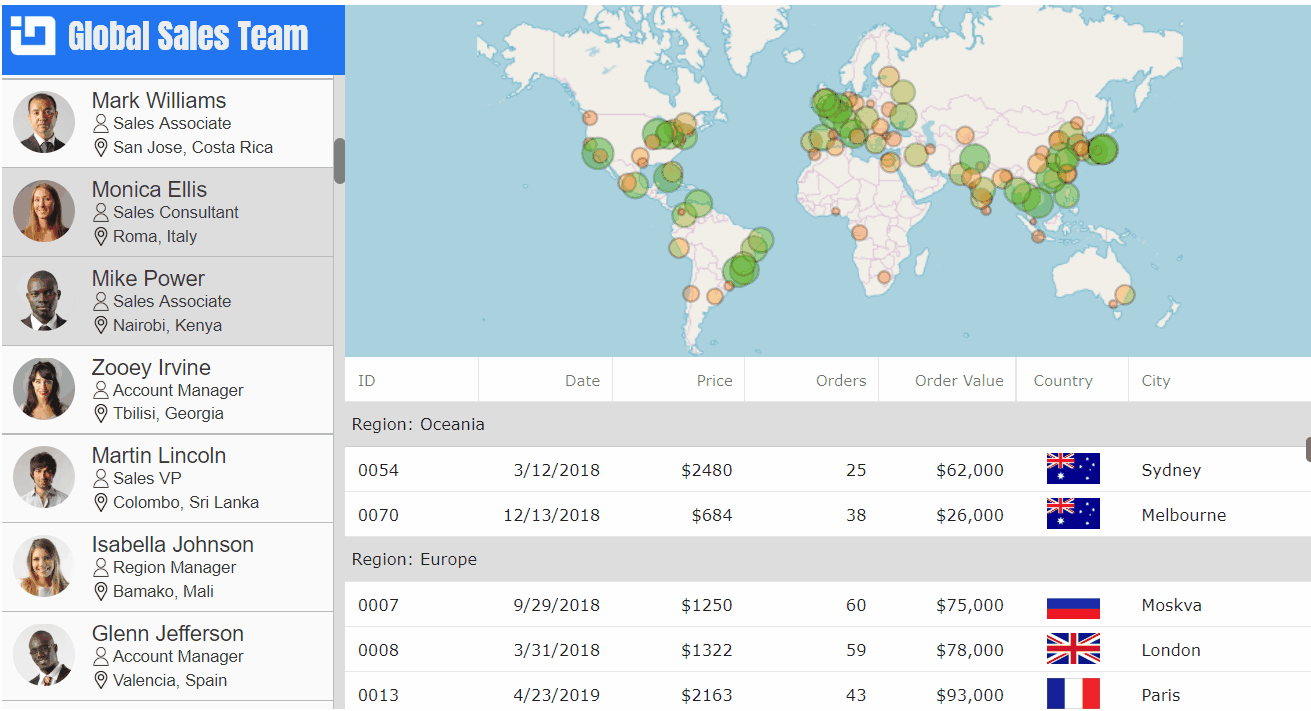 Global Sales Team
Mark Williams
Sales Associate
San Jose, Costa Rica
Monica Ellis
Sales Consultant
Roma, Italy
Mike Power
Sales Associate
Nairobi, Kenya
Zooey Irvine
Account Manager
Tbilisi, Georgia
Martin Lincoln
Sales VP
Colombo, Sri Lanka
Isabella Johnson
Region Manager
Bamako, Mali
Glenn Jefferson
Account Manager
Valencia, Spain
ID Date Price Orders Order Value Country City
Region: Oceania
0054 3/12/2018 $2480 25 $62,000 Sydney
0070 12/13/2018 $684 38 $26,000 Melbourne
Region: Europe
0007 9/29/2018 $1250 60 $75,000 Moskva
0008 3/31/2018 $1322 59 $78,000 London
0013 4/23/2019 $2163 43 $93,000 Paris